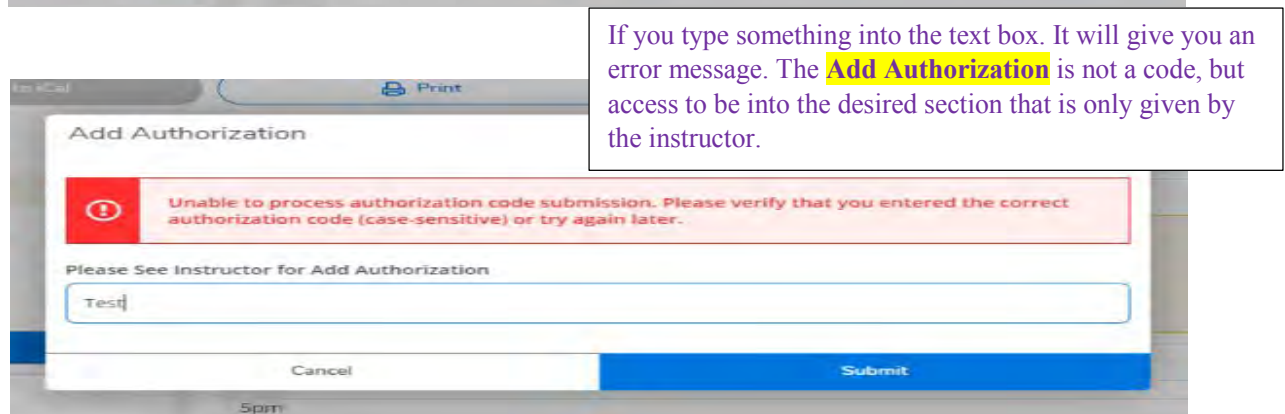 If you type something into the text box. It will give you an
error message. The Add Authorization is not a code, but
access to be into the desired section that is only given by
the instructor.
iCal
Print
Add Authorization
Unable to process authorization code submission. Please verify that you entered the correct
authorization code (case-sensitive) or try again later.
Please See Instructor for Add Authorization
Test
Cancel
Submit
5pm